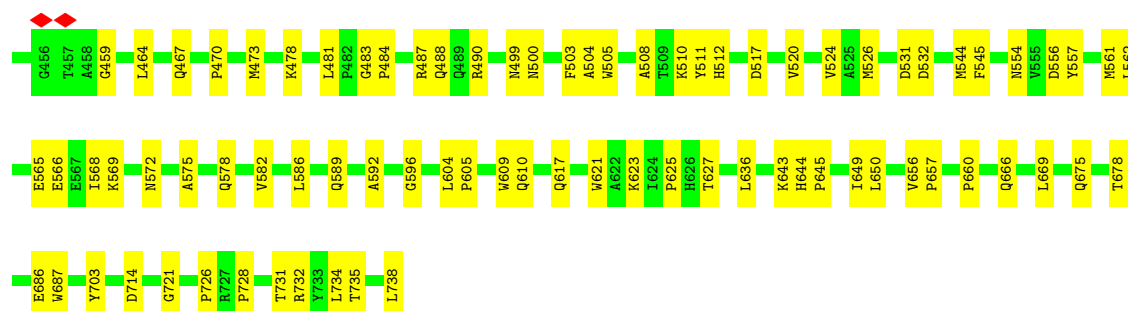 G456 T457 A458 G459 L464 Q467 P470 M473 K478 L481 P482 G483 P484 R487 Q488 Q489 R490 N499 N500 F503 A504 W505 A508 T509 K510 Y511 H512 D517 V520 V524 A525 M526 D531 D532 M544 F545 N554 V555 D556 Y557 M561 L562
E565 E566 E567 I568 K569 N572 A575 Q578 V582 L586 Q589 A592 G596 L604 P605 W609 Q610 Q617 W621 A622 K623 I624 P625 H626 T627 L636 K643 H644 P645 I649 L650 V656 P657 P660 Q666 L669 Q675 T678
E686 W687 Y703 D714 G721 P726 R727 P728 T731 R732 Y733 L734 T735 L738